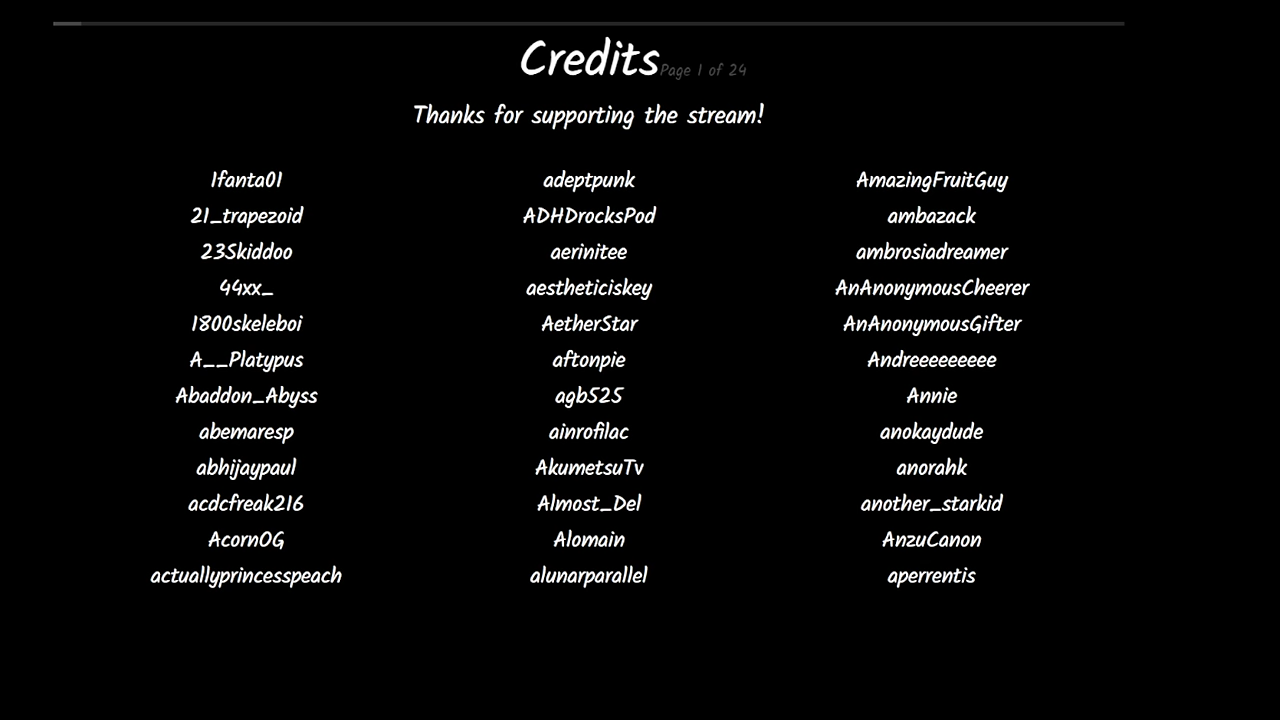 Credits Page 1 of 24
Thanks for supporting the stream!
1fanta01
21_trapezoid
23Skiddoo
44xx_
1800skeleboi
A__Platypus
Abaddon_Abyss
abemaresp
abhijaypaul
acdcfreak216
AcornOG
actuallyprincesspeach
adeptpunk
ADHDrocksPod
aerinitee
aestheticiskey
AetherStar
aftonpie
agb525
ainrofilac
AkumetsuTv
Almost_Del
Alomain
alunarparallel
AmazingFruitGuy
ambazack
ambrosiadreamer
AnAnonymousCheerer
AnAnonymousGifter
Andreeeeeeeee
Annie
anokaydude
anorahk
another_starkid
AnzuCanon
aperrentis